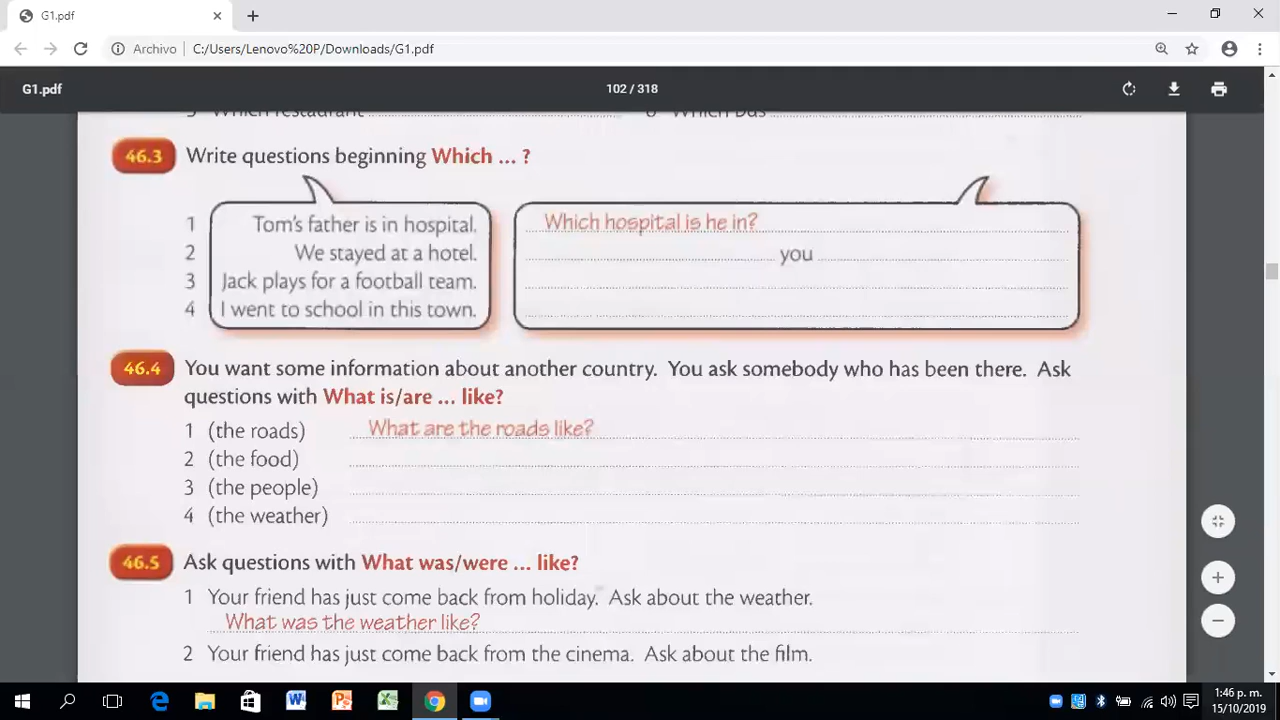 G1.pdf
Archivo C:/Users/Lenovo%20P/Downloads/G1.pdf
G1.pdf 102 / 318
5 Which restaurant 6 Which bus
46.3 Write questions beginning Which ... ?
1 Tom's father is in hospital. Which hospital is he in?
2 We stayed at a hotel. you
3 Jack plays for a football team.
4 I went to school in this town.
46.4 You want some information about another country. You ask somebody who has been there. Ask
questions with What is/are ... like?
1 (the roads) What are the roads like?
2 (the food)
3 (the people)
4 (the weather)
46.5 Ask questions with What was/were ... like?
1 Your friend has just come back from holiday. Ask about the weather.
What was the weather like?
2 Your friend has just come back from the cinema. Ask about the film.
1:46 p. m.
15/10/2019